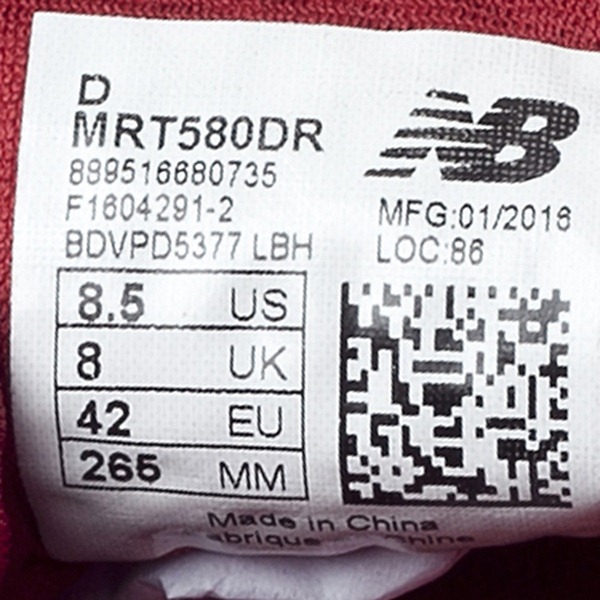 D
MRT580DR
889516680735
F1604291-2
BDVPD5377 LBH
NB
MFG:01/2016
LOC:86
8.5 US
8 UK
42 EU
265 MM
Made in China